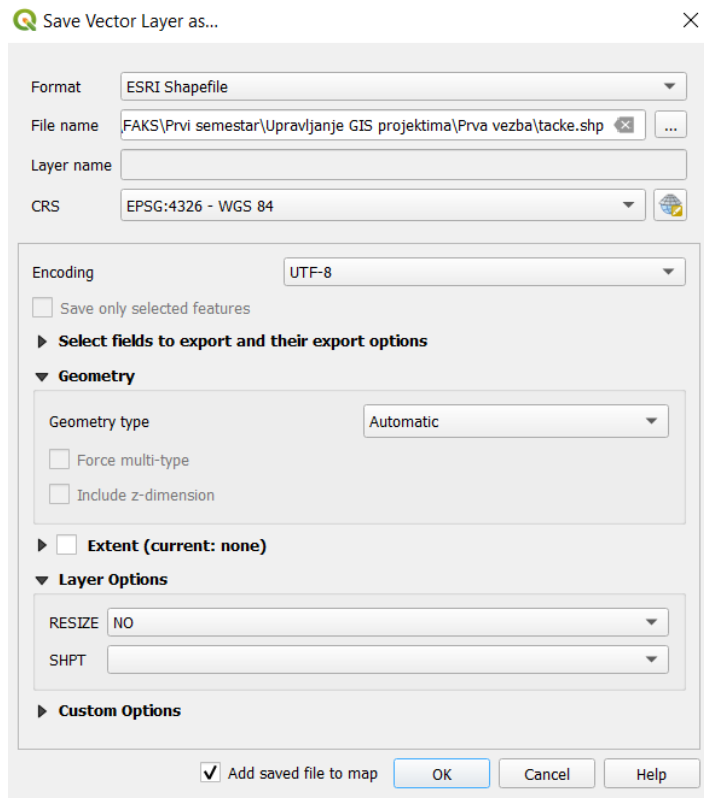 Save Vector Layer as...
Format ESRI Shapefile
File name FAKS\Prvi semestar\Upravljanje GIS projektima\Prva vezba\tacke.shp ...
Layer name
CRS EPSG:4326 - WGS 84
Encoding UTF-8
Save only selected features
Select fields to export and their export options
Geometry
Geometry type Automatic
Force multi-type
Include z-dimension
Extent (current: none)
Layer Options
RESIZE NO
SHPT
Custom Options
Add saved file to map OK Cancel Help